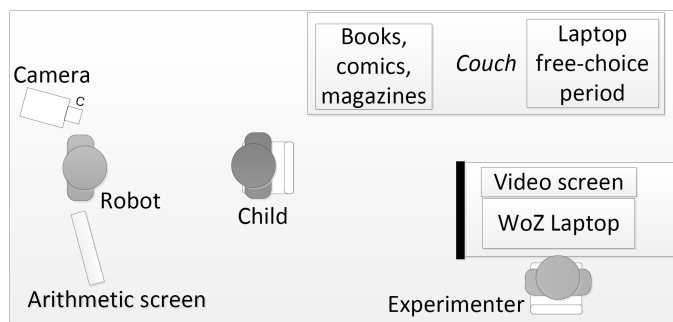 Books,
comics,
magazines
Couch
Laptop
free-choice
period
Camera
C
Robot
Child
Video screen
WoZ Laptop
Arithmetic screen
Experimenter